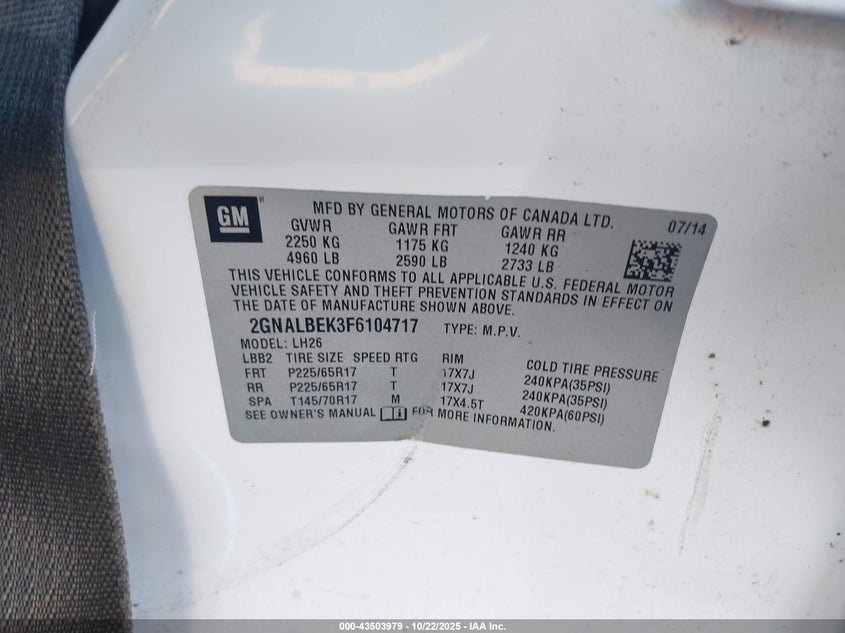 GM
MFD BY GENERAL MOTORS OF CANADA LTD. 07/14
GVWR GAWR FRT GAWR RR
2250 KG 1175 KG 1240 KG
4960 LB 2590 LB 2733 LB
THIS VEHICLE CONFORMS TO ALL APPLICABLE U.S. FEDERAL MOTOR
VEHICLE SAFETY AND THEFT PREVENTION STANDARDS IN EFFECT ON
THE DATE OF MANUFACTURE SHOWN ABOVE.
2GNALBEK3F6104717 TYPE: M.P.V.
MODEL: LH26
LBB2 TIRE SIZE SPEED RTG RIM COLD TIRE PRESSURE
FRT P225/65R17 T 17X7J 240KPA(35PSI)
RR P225/65R17 T 17X7J 240KPA(35PSI)
SPA T145/70R17 M 17X4.5T 420KPA(60PSI)
SEE OWNER'S MANUAL FOR MORE INFORMATION.
000-43503979 - 10/22/2025 - IAA Inc.